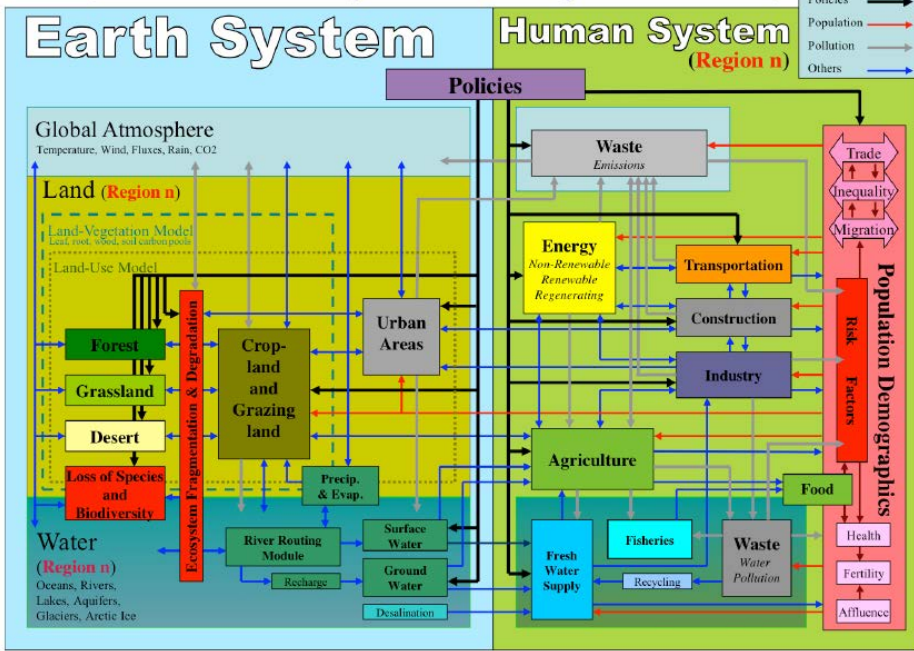 Earth System
Human System
(Region n)
Policies
Population
Pollution
Others
Policies
Global Atmosphere
Temperature, Wind, Fluxes, Rain, CO2
Land (Region n)
Land-Vegetation Model
Leaf, root, wood, soil carbon pools
Land-Use Model
Forest
Grassland
Desert
Loss of Species
and
Biodiversity
Ecosystem Fragmentation & Degradation
Crop-
land
and
Grazing
land
Urban
Areas
Precip.
& Evap.
Water
(Region n)
Oceans, Rivers,
Lakes, Aquifers,
Glaciers, Arctic Ice
River Routing
Module
Recharge
Surface
Water
Ground
Water
Desalination
Waste
Emissions
Energy
Non-Renewable
Renewable
Regenerating
Transportation
Construction
Industry
Agriculture
Fresh
Water
Supply
Fisheries
Recycling
Waste
Water
Pollution
Food
Trade
Inequality
Migration
Risk
Factors
Population Demographics
Health
Fertility
Affluence